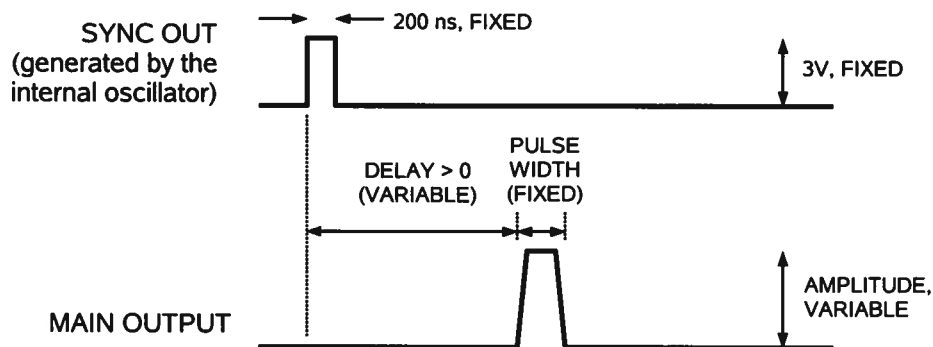 SYNC OUT
(generated by the
internal oscillator)
200 ns, FIXED
3V, FIXED
DELAY > 0
(VARIABLE)
PULSE
WIDTH
(FIXED)
MAIN OUTPUT
AMPLITUDE,
VARIABLE